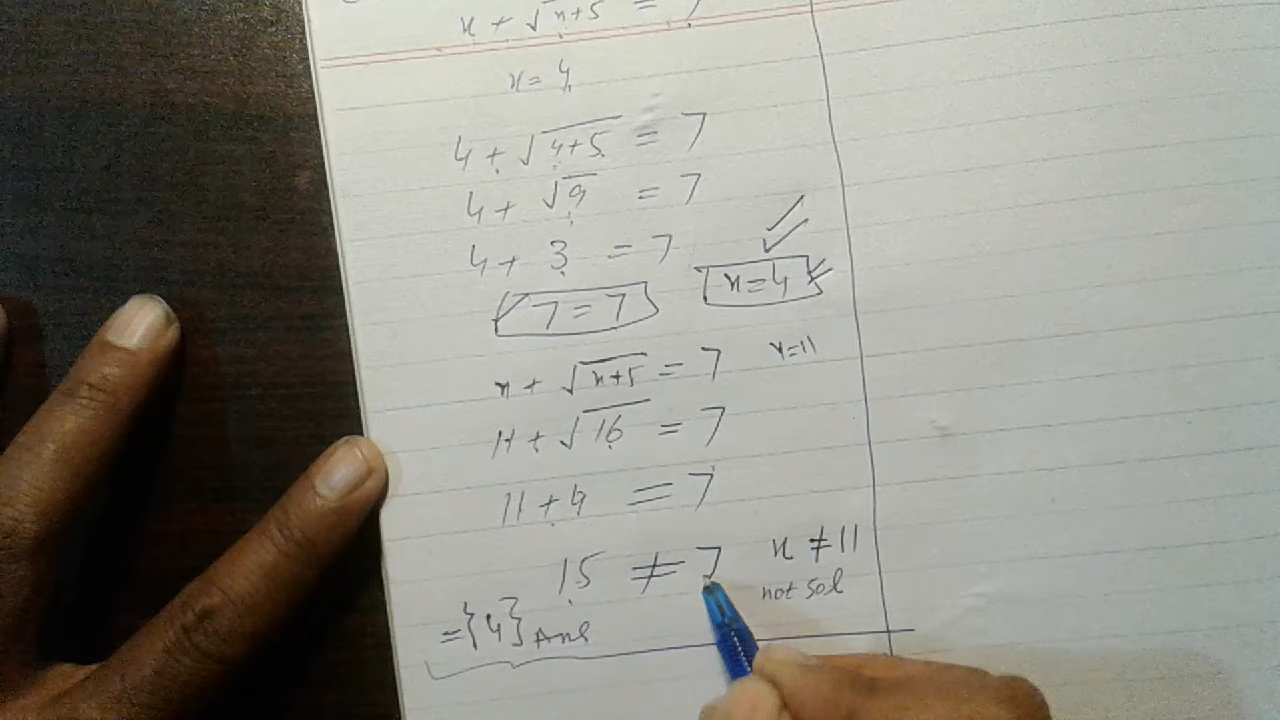 x + √x+5 = 7
x = 4
4 + √4+5 = 7
4 + √9 = 7
4 + 3 = 7
7 = 7
x = 4
x + √x+5 = 7
x=11
11 + √16 = 7
11 + 4 = 7
15 ≠ 7
x ≠ 11
not sol
= {4} Ans